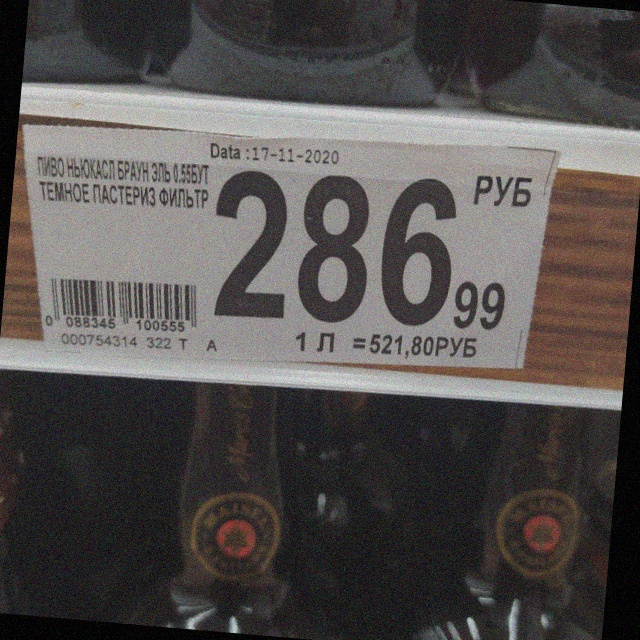 Data :17-11-2020
ПИВО НЬЮКАСЛ БРАУН ЭЛЬ 0.55БУТ
ТЕМНОЕ ПАСТЕРИЗ ФИЛЬТР
286 99 РУБ
0 088345 100555
000754314 322 T A
1 Л =521,80РУБ